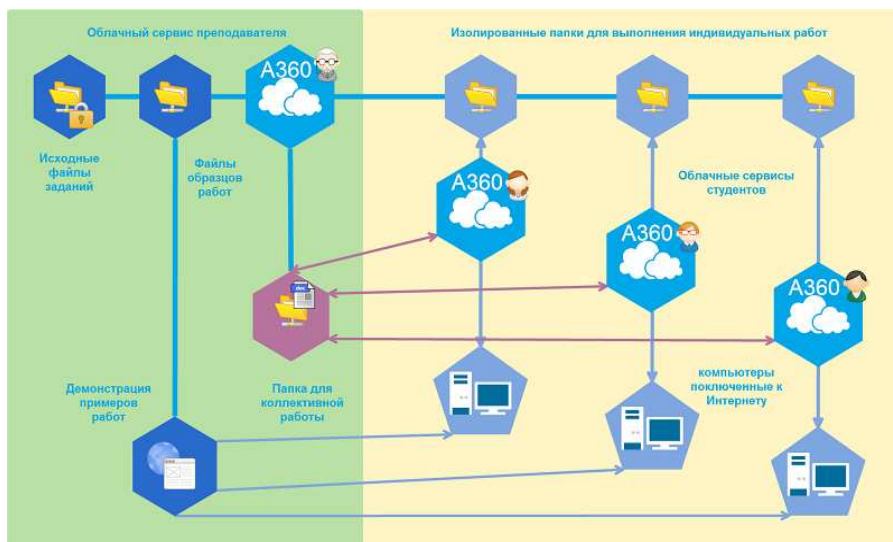 Облачный сервис преподавателя
Изолированные папки для выполнения индивидуальных работ
A360
Исходные
файлы
заданий
Файлы
образцов
работ
A360
Облачные сервисы
студентов
A360
A360
doc
Демонстрация
примеров
работ
Папка для
коллективной
работы
компьютеры
поключенные к
Интернету